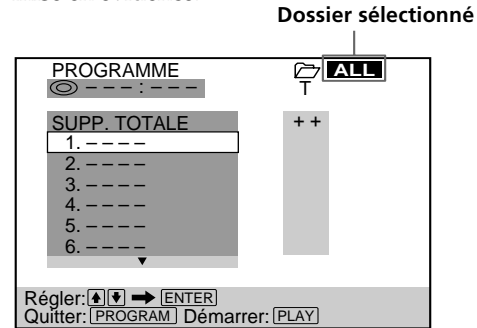 Dossier sélectionné
PROGRAMME ALL
– – – : – – – T
SUPP. TOTALE + +
1. – – – –
2. – – – –
3. – – – –
4. – – – –
5. – – – –
6. – – – –
Régler: ENTER
Quitter: PROGRAM Démarrer: PLAY